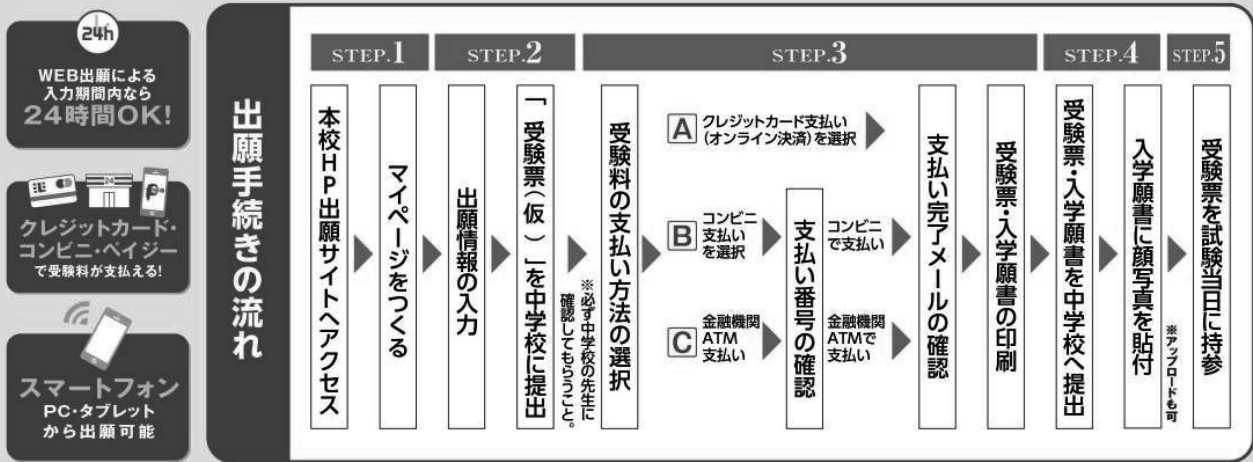 24h
WEB出願による
入力期間内なら
24時間OK!
24
クレジットカード・
コンビニ・ペイジー
で受験料が支払える!
スマートフォン
PC・タブレット
から出願可能
出願手続きの流れ
STEP.1
本校HP出願サイトへアクセス
マイページをつくる
STEP.2
出願情報の入力
「受験票(仮)」を中学校に提出
※必ず中学校の先生に
確認してもらうこと。
STEP.3
受験料の支払い方法の選択
A
クレジットカード支払い
(オンライン決済)を選択
B
コンビニ
支払い
を選択
C
金融機関
ATM
支払い
支払い番号の確認
コンビニ
で支払い
金融機関
ATMで
支払い
支払い完了メールの確認
受験票・入学願書の印刷
STEP.4
受験票・入学願書を中学校へ提出
入学願書に顔写真を貼付
※アップロードも可
STEP.5
受験票を試験当日に持参